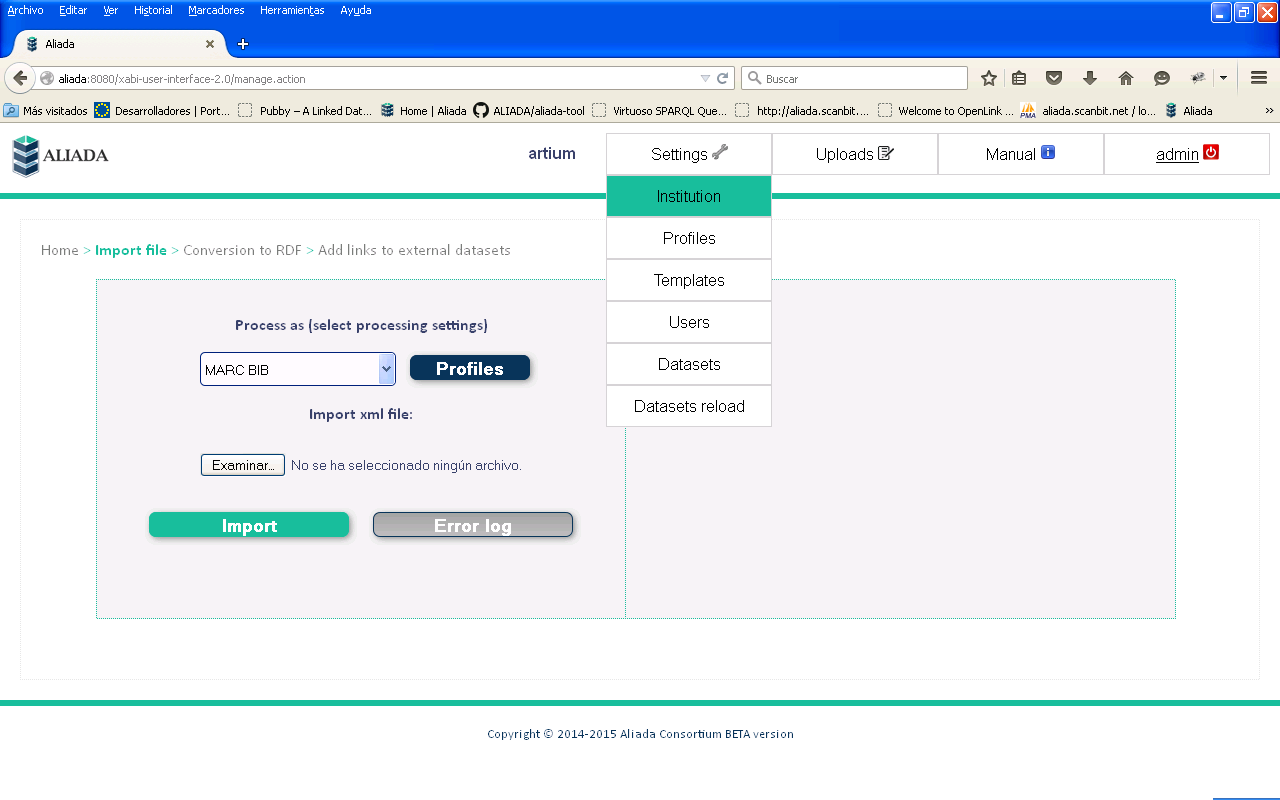 Archivo Editar Ver Historial Marcadores Herramientas Ayuda
Aliada
aliada:8080/xabi-user-interface-2.0/manage.action
Buscar
Más visitados Desarrolladores | Port... Pubby – A Linked Dat... Home | Aliada ALIADA/aliada-tool Virtuoso SPARQL Que... http://aliada.scanbit.... Welcome to OpenLink ... PMA aliada.scanbit.net / lo... Aliada »
ALIADA artium Settings Uploads Manual admin
Institution
Profiles
Templates
Users
Datasets
Datasets reload
Home > Import file > Conversion to RDF > Add links to external datasets
Process as (select processing settings)
MARC BIB Profiles
Import xml file:
Examinar... No se ha seleccionado ningún archivo.
Import Error log
Copyright © 2014-2015 Aliada Consortium BETA version